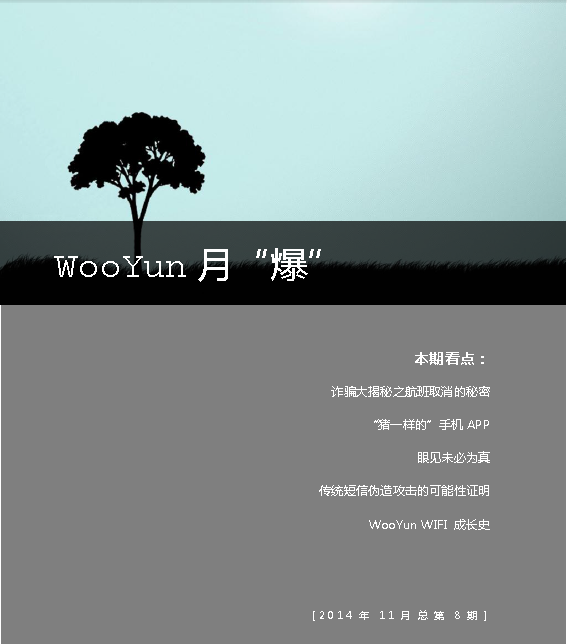 WooYun 月“爆”
本期看点：
诈骗大揭秘之航班取消的秘密
“猪一样的”手机 APP
眼见未必为真
传统短信伪造攻击的可能性证明
WooYun WIFI 成长史
[2014 年 11 月 总 第 8 期]